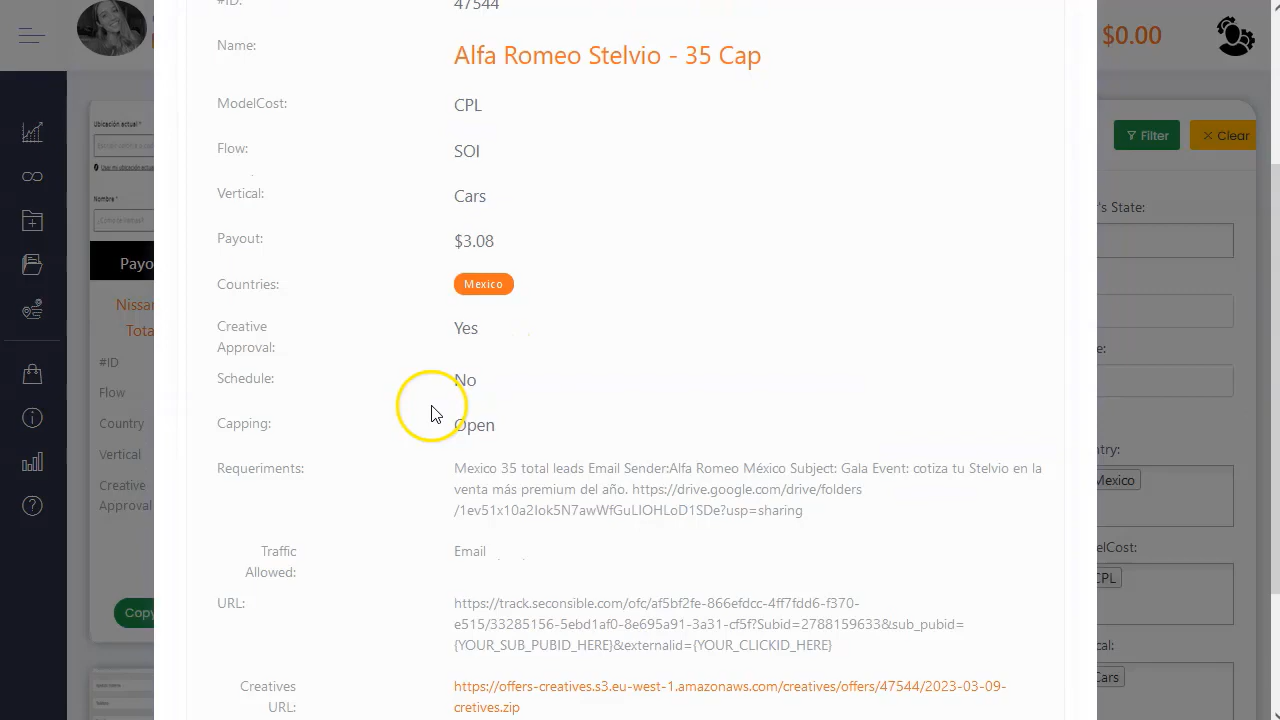 #ID:
47544
Name:
Alfa Romeo Stelvio - 35 Cap
ModelCost:
CPL
Flow:
SOI
Vertical:
Cars
Payout:
$3.08
Countries:
Mexico
Creative
Approval:
Yes
Schedule:
No
Capping:
Open
Requeriments:
Mexico 35 total leads Email Sender:Alfa Romeo México Subject: Gala Event: cotiza tu Stelvio en la
venta más premium del año. https://drive.google.com/drive/folders
/1ev51x10a2Iok5N7awWfGuLIOHLoD1SDe?usp=sharing
Traffic
Allowed:
Email
URL:
https://track.seconsible.com/ofc/af5bf2fe-866efdcc-4ff7fdd6-f370-
e515/33285156-5ebd1af0-8e695a91-3a31-cf5f?Subid=2788159633&sub_pubid=
{YOUR_SUB_PUBID_HERE}&externalid={YOUR_CLICKID_HERE}
Creatives
URL:
https://offers-creatives.s3.eu-west-1.amazonaws.com/creatives/offers/47544/2023-03-09-
cretives.zip
Ubicación actual *
Nombre *
Payo
Nissan
Tota
#ID
Flow
Country
Vertical
Creative
Approval
Copy
$0.00
Filter
Clear
r's State:
e:
ntry:
Mexico
elCost:
CPL
cal:
Cars